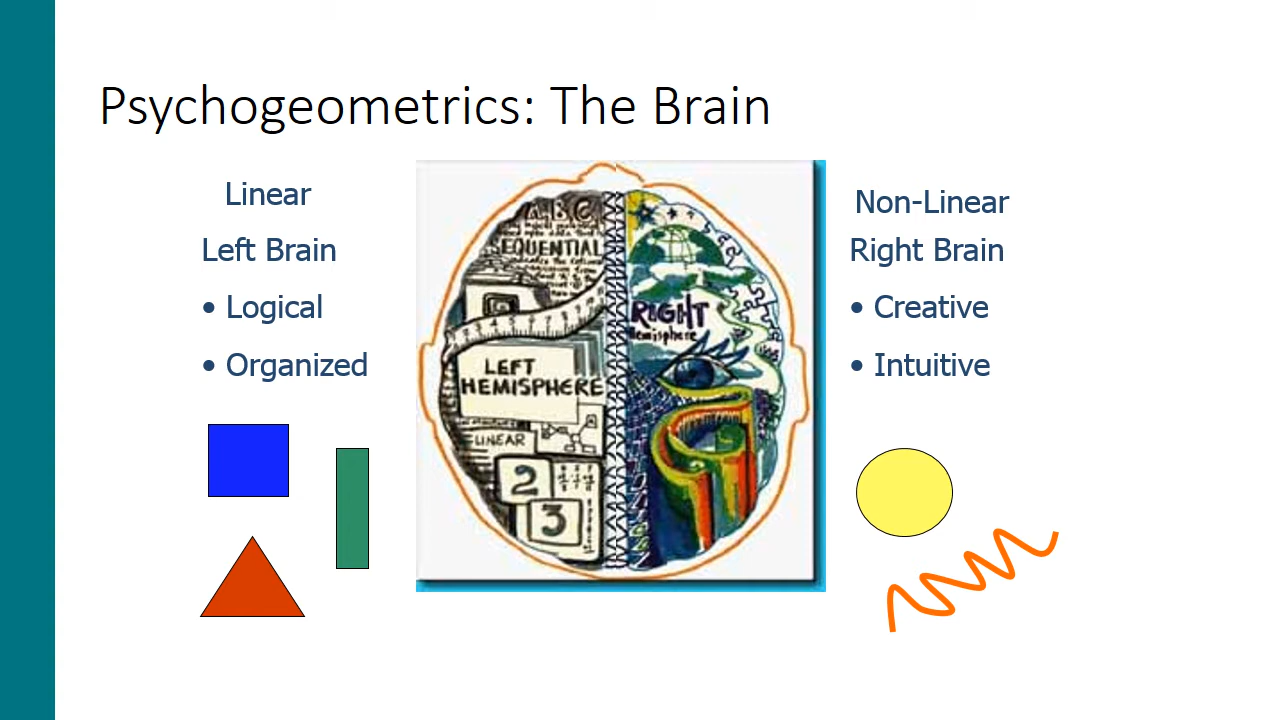 Psychogeometrics: The Brain
Linear
Left Brain
• Logical
• Organized
ABC
SEQUENTIAL
LEFT
HEMISPHERE
LINEAR
2
3
RIGHT
Hemisphere
Non-Linear
Right Brain
• Creative
• Intuitive